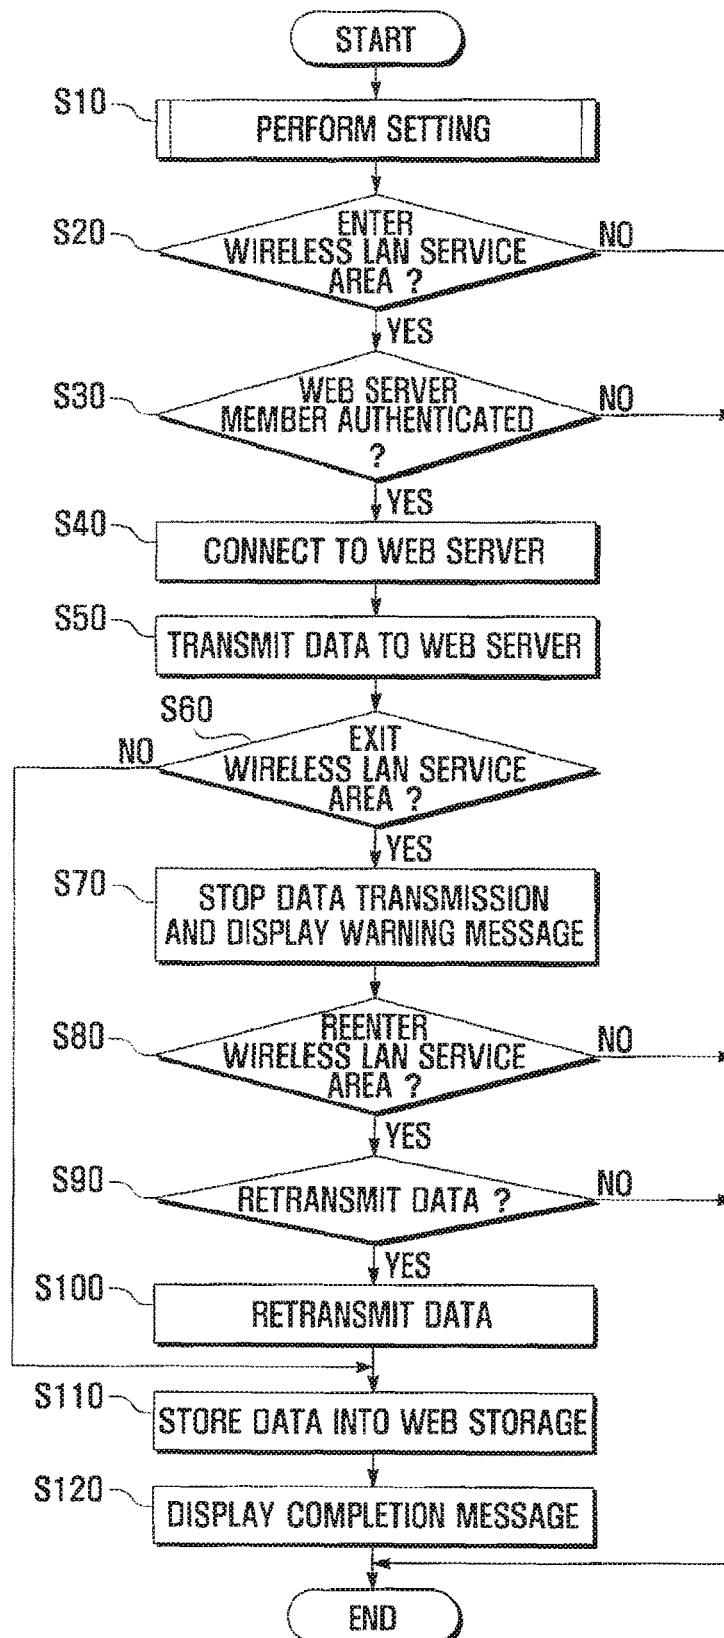 START
S10
PERFORM SETTING
S20
ENTER
WIRELESS LAN SERVICE
AREA ?
NO
YES
S30
WEB SERVER
MEMBER AUTHENTICATED
?
NO
YES
S40
CONNECT TO WEB SERVER
S50
TRANSMIT DATA TO WEB SERVER
S60
NO
EXIT
WIRELESS LAN SERVICE
AREA ?
YES
S70
STOP DATA TRANSMISSION
AND DISPLAY WARNING MESSAGE
S80
REENTER
WIRELESS LAN SERVICE
AREA ?
NO
YES
S90
RETRANSMIT DATA ?
NO
YES
S100
RETRANSMIT DATA
S110
STORE DATA INTO WEB STORAGE
S120
DISPLAY COMPLETION MESSAGE
END